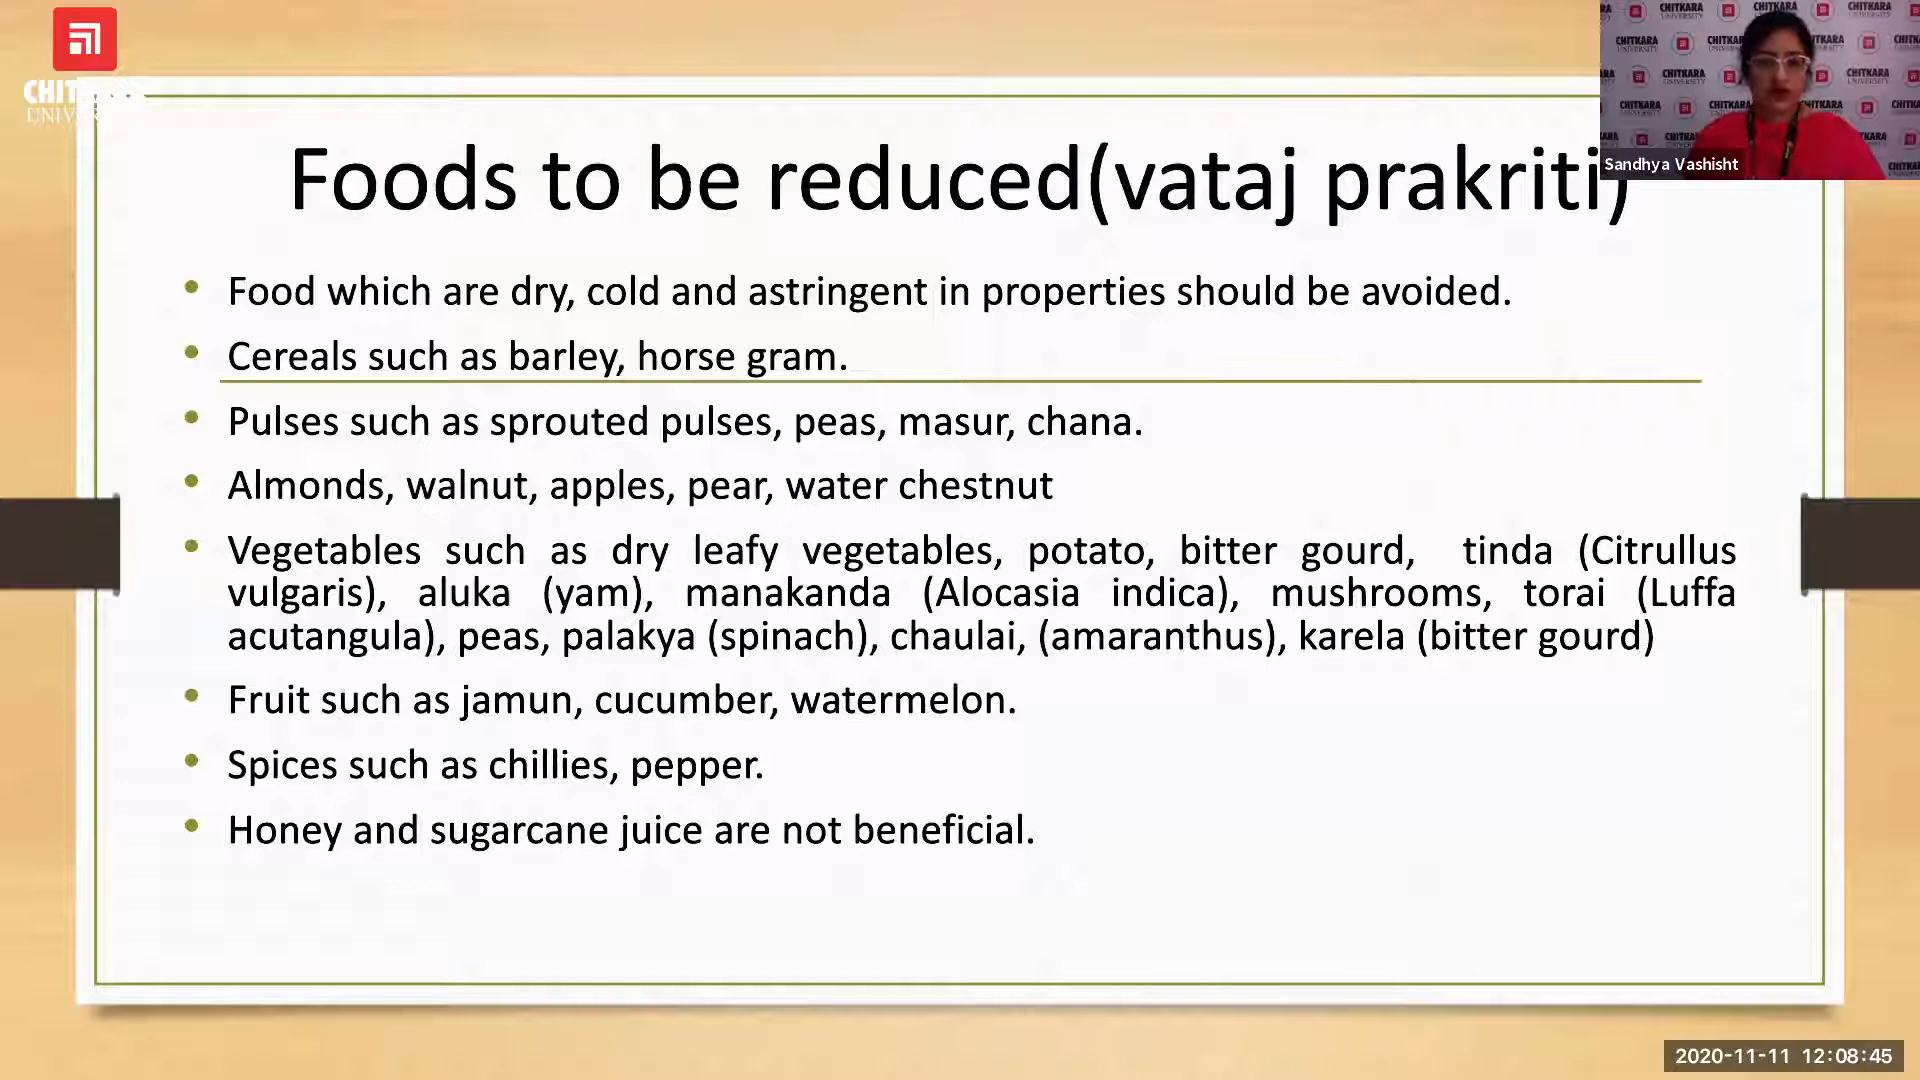 CHIT
UNIV
Foods to be reduced(vataj prakriti)
Sandhya Vashisht
• Food which are dry, cold and astringent in properties should be avoided.
• Cereals such as barley, horse gram.
• Pulses such as sprouted pulses, peas, masur, chana.
• Almonds, walnut, apples, pear, water chestnut
• Vegetables such as dry leafy vegetables, potato, bitter gourd, tinda (Citrullus
vulgaris), aluka (yam), manakanda (Alocasia indica), mushrooms, torai (Luffa
acutangula), peas, palakya (spinach), chaulai, (amaranthus), karela (bitter gourd)
• Fruit such as jamun, cucumber, watermelon.
• Spices such as chillies, pepper.
• Honey and sugarcane juice are not beneficial.
2020-11-11 12:08:45